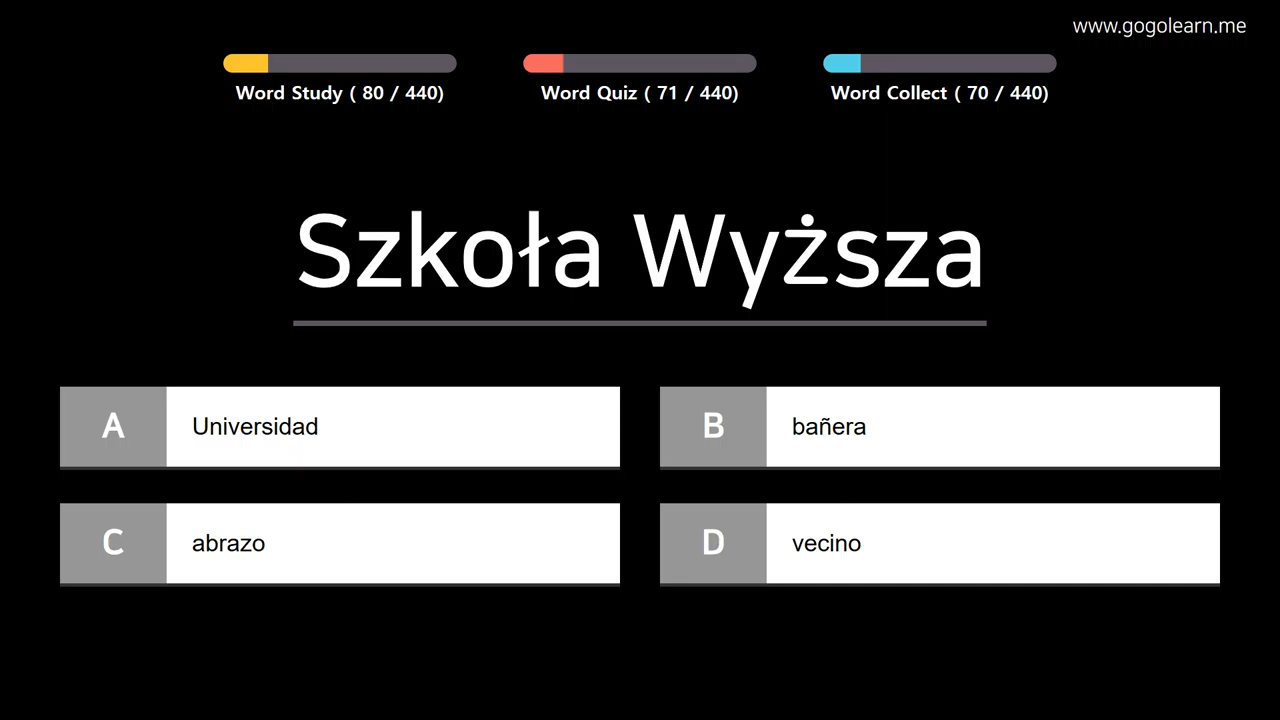 www.gogolearn.me
Word Study ( 80 / 440)
Word Quiz ( 71 / 440)
Word Collect ( 70 / 440)
Szkoła Wyższa
A
Universidad
B
bañera
C
abrazo
D
vecino